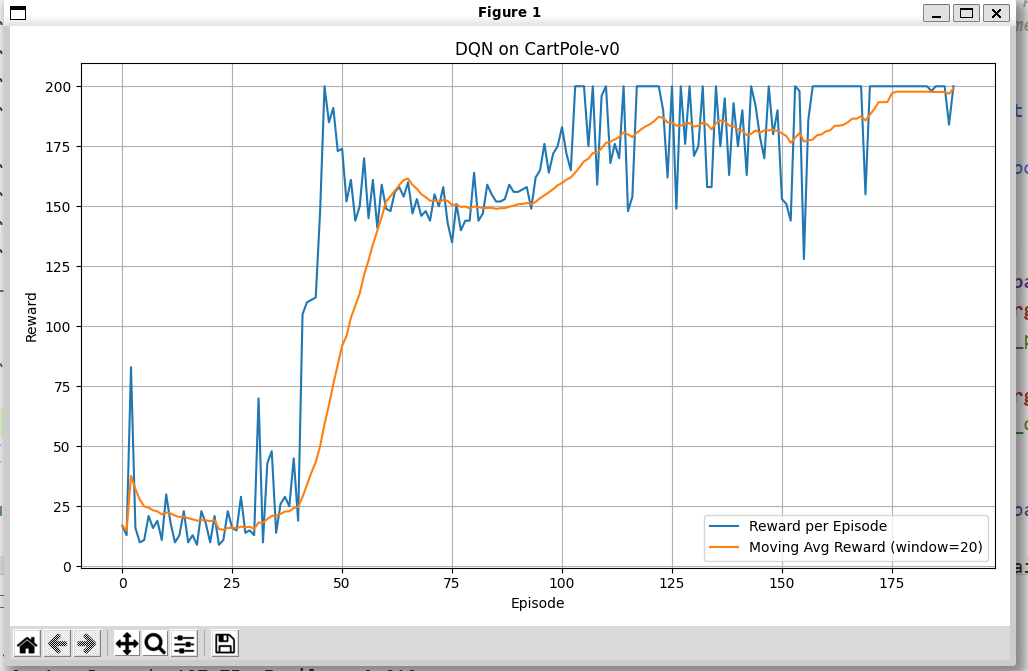 Figure 1
DQN on CartPole-v0
200
175
150
125
100
75
50
25
0
Reward
0 25 50 75 100 125 150 175
Episode
Reward per Episode
Moving Avg Reward (window=20)